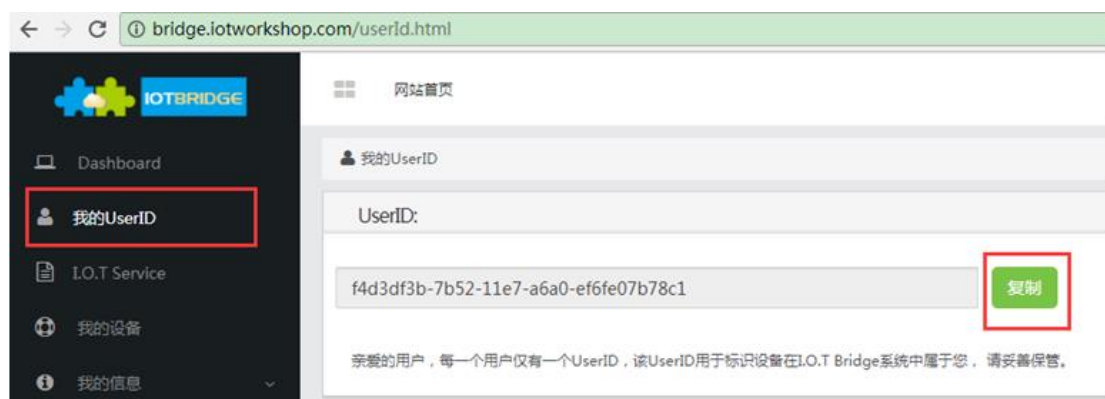 bridge.iotworkshop.com/userId.html
IOTBRIDGE
网站首页
Dashboard
我的UserID
我的UserID
UserID:
I.O.T Service
f4d3df3b-7b52-11e7-a6a0-ef6fe07b78c1
复制
我的设备
亲爱的用户，每一个用户仅有一个UserID，该UserID用于标识设备在I.O.T Bridge系统中属于您，请妥善保管。
我的信息